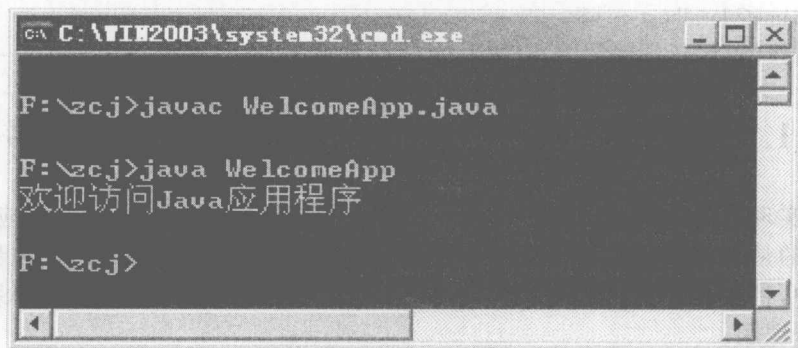 C:\WIN2003\system32\cmd.exe
F:\zcj>javac WelcomeApp.java
F:\zcj>java WelcomeApp
欢迎访问Java应用程序
F:\zcj>